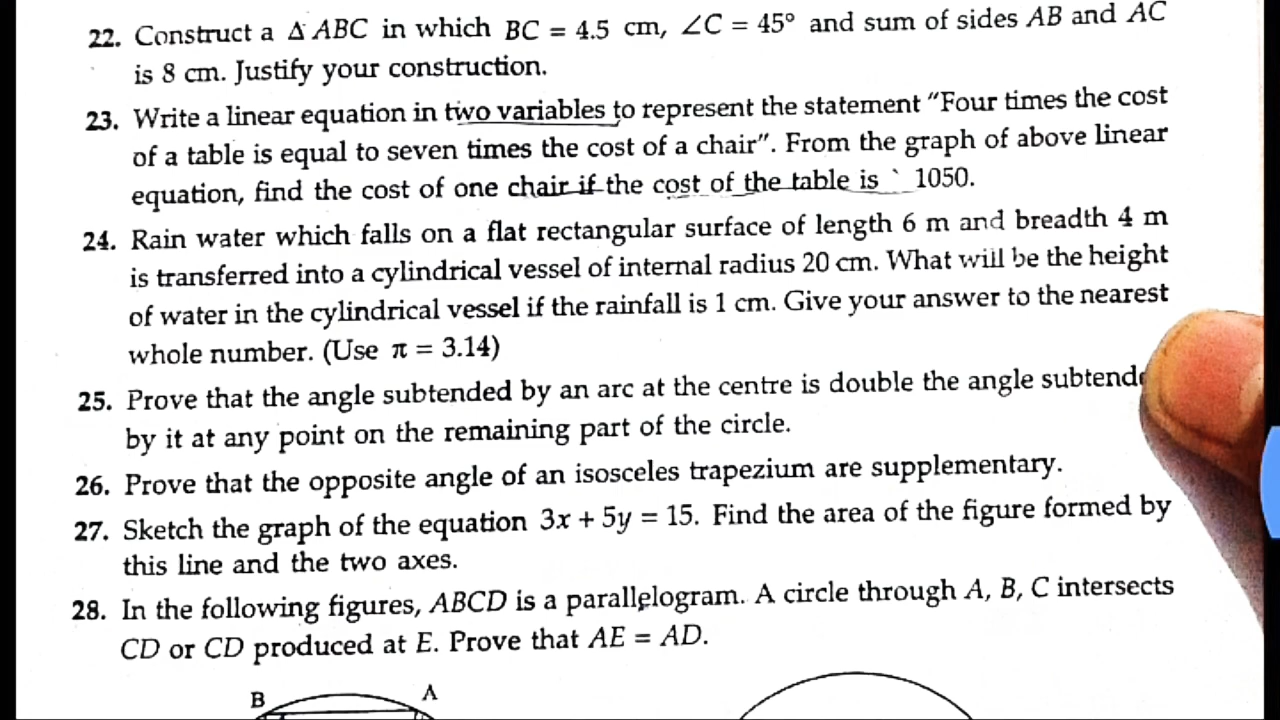 22. Construct a Δ ABC in which BC = 4.5 cm, ∠C = 45° and sum of sides AB and AC
is 8 cm. Justify your construction.
23. Write a linear equation in two variables to represent the statement "Four times the cost
of a table is equal to seven times the cost of a chair". From the graph of above linear
equation, find the cost of one chair if the cost of the table is ` 1050.
24. Rain water which falls on a flat rectangular surface of length 6 m and breadth 4 m
is transferred into a cylindrical vessel of internal radius 20 cm. What will be the height
of water in the cylindrical vessel if the rainfall is 1 cm. Give your answer to the nearest
whole number. (Use π = 3.14)
25. Prove that the angle subtended by an arc at the centre is double the angle
by it at any point on the remaining part of the circle.
26. Prove that the opposite angle of an isosceles trapezium are supplementary.
27. Sketch the graph of the equation 3x + 5y = 15. Find the area of the figure formed by
this line and the two axes.
28. In the following figures, ABCD is a parallelogram. A circle through A, B, C intersects
CD or CD produced at E. Prove that AE = AD.
B A